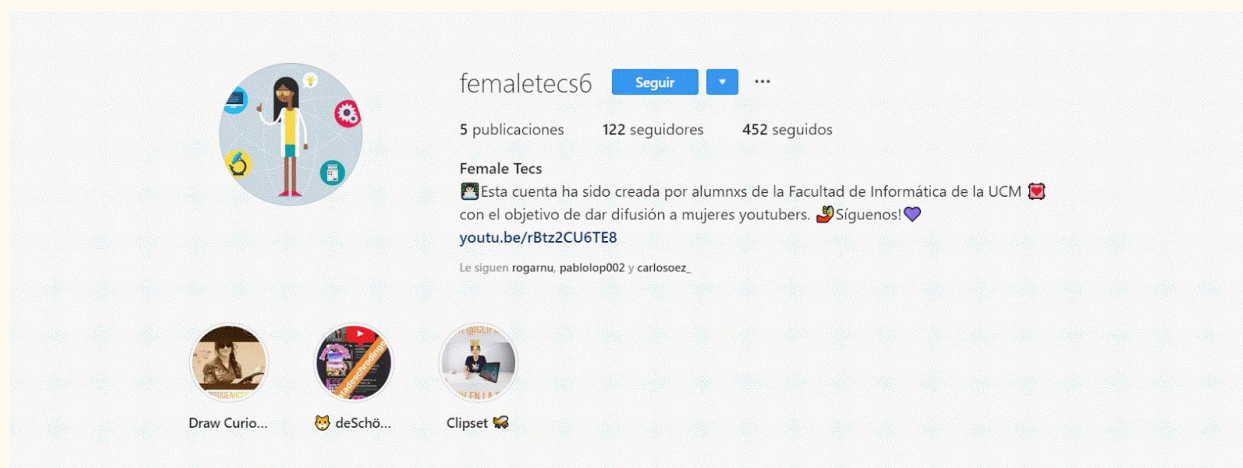 femaletecs6 Seguir
5 publicaciones 122 seguidores 452 seguidos
Female Tecs
👩🏻‍💻Esta cuenta ha sido creada por alumnxs de la Facultad de Informática de la UCM 💟
con el objetivo de dar difusión a mujeres youtubers. 🤳Síguenos!💜
youtu.be/rBtz2CU6TE8
Le siguen rogarnu, pablolop002 y carlosoez_
Draw Curio... 🐱 deSchö... Clipset